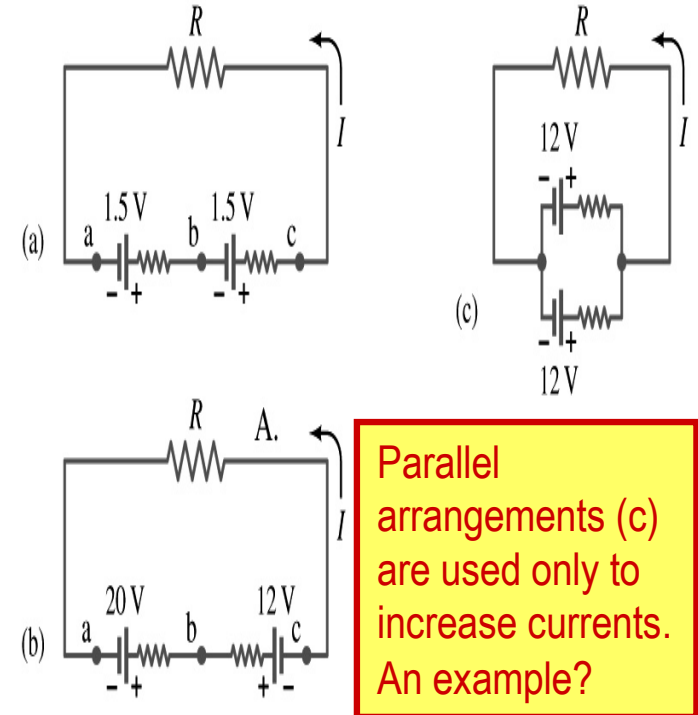 R
I
1.5 V 1.5 V
a b c
(a)
- + - +
R
I
12 V
- +
(c)
- +
12 V
R A.
I
20 V 12 V
a b c
(b)
- + + -
Parallel
arrangements (c)
are used only to
increase currents.
An example?